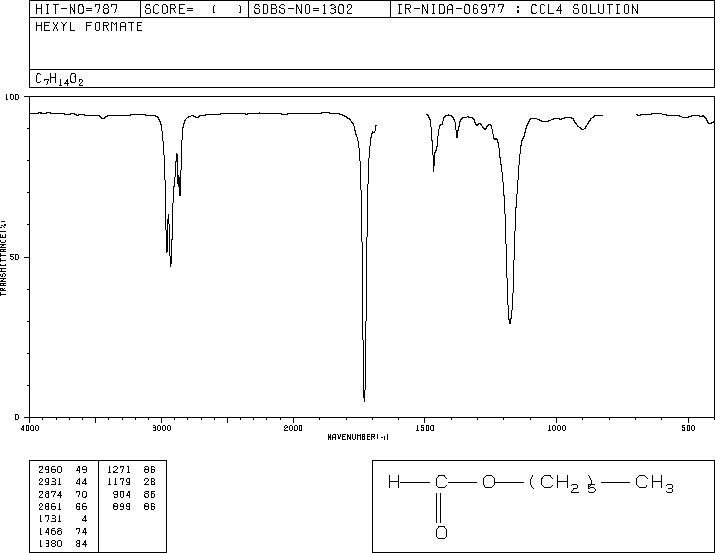 HIT-NO=787 SCORE= ( ) SDBS-NO=1302 IR-NIDA-06977 : CCL4 SOLUTION
HEXYL FORMATE
C7H14O2
100
50
0
TRANSMITTANCE(%)
4000 3000 2000 1500 1000 500
WAVENUMBER(-1)
2960 49 1271 86
2931 44 1179 28
2874 70 904 86
2861 66 899 86
1731 4
1466 74
1380 84
H C O (CH2 5 CH3
O